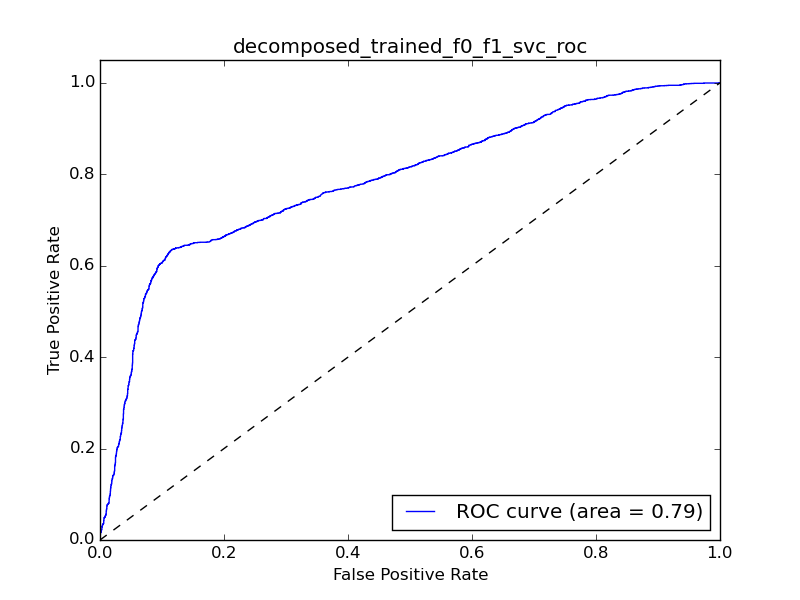 decomposed_trained_f0_f1_svc_roc
1.0
0.8
0.6
0.4
0.2
0.0
True Positive Rate
ROC curve (area = 0.79)
0.0 0.2 0.4 0.6 0.8 1.0
False Positive Rate